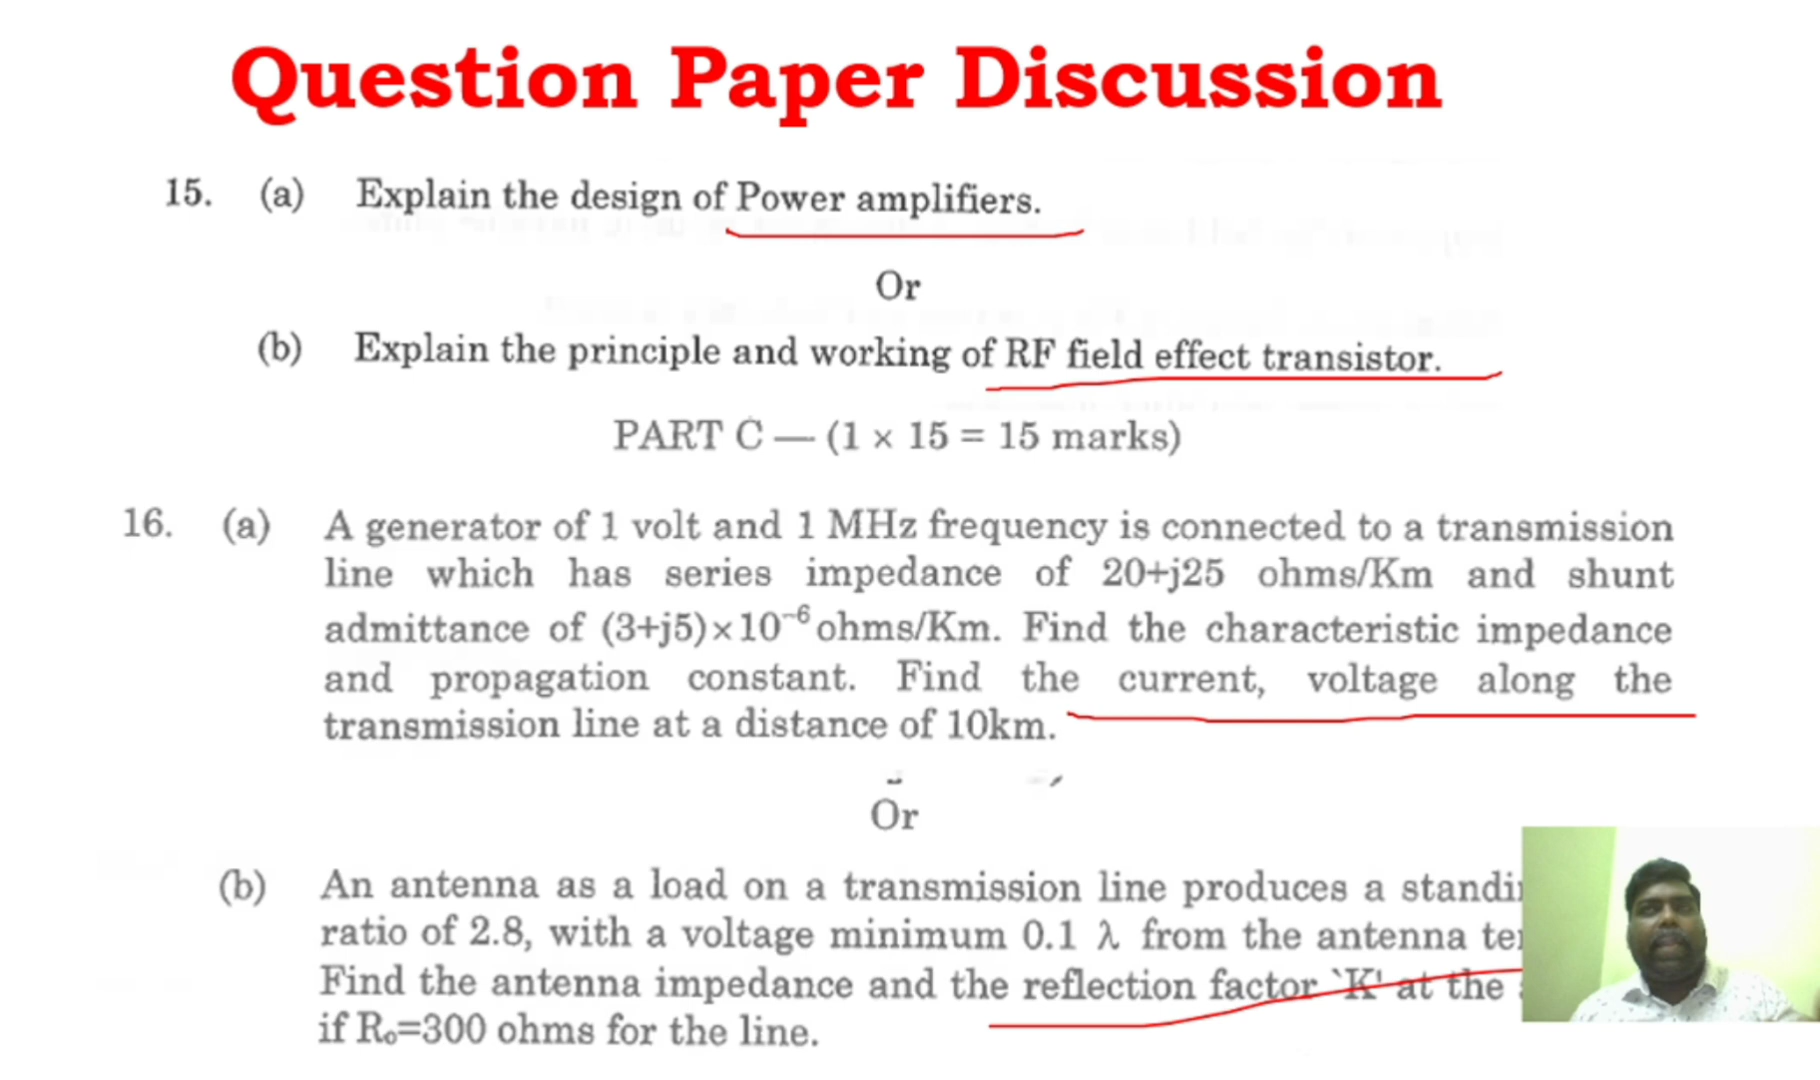 Question Paper Discussion
15. (a) Explain the design of Power amplifiers.
Or
(b) Explain the principle and working of RF field effect transistor.
PART C — (1 × 15 = 15 marks)
16. (a) A generator of 1 volt and 1 MHz frequency is connected to a transmission
line which has series impedance of 20+j25 ohms/Km and shunt
admittance of (3+j5)×10⁻⁶ ohms/Km. Find the characteristic impedance
and propagation constant. Find the current, voltage along the
transmission line at a distance of 10km.
Or
(b) An antenna as a load on a transmission line produces a
ratio of 2.8, with a voltage minimum 0.1 λ from the antenna
Find the antenna impedance and the reflection factor `K' at the
if R₀=300 ohms for the line.